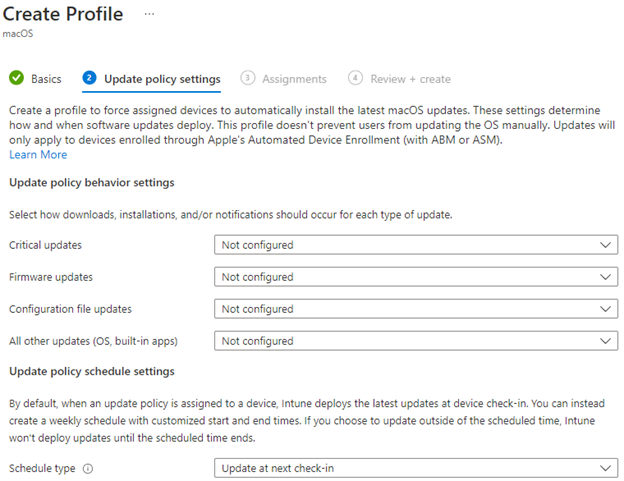 Create Profile ...
macOS
Basics 2 Update policy settings 3 Assignments 4 Review + create
Create a profile to force assigned devices to automatically install the latest macOS updates. These settings determine
how and when software updates deploy. This profile doesn't prevent users from updating the OS manually. Updates will
only apply to devices enrolled through Apple's Automated Device Enrollment (with ABM or ASM).
Learn More
Update policy behavior settings
Select how downloads, installations, and/or notifications should occur for each type of update.
Critical updates Not configured
Firmware updates Not configured
Configuration file updates Not configured
All other updates (OS, built-in apps) Not configured
Update policy schedule settings
By default, when an update policy is assigned to a device, Intune deploys the latest updates at device check-in. You can instead
create a weekly schedule with customized start and end times. If you choose to update outside of the scheduled time, Intune
won't deploy updates until the scheduled time ends.
Schedule type Update at next check-in